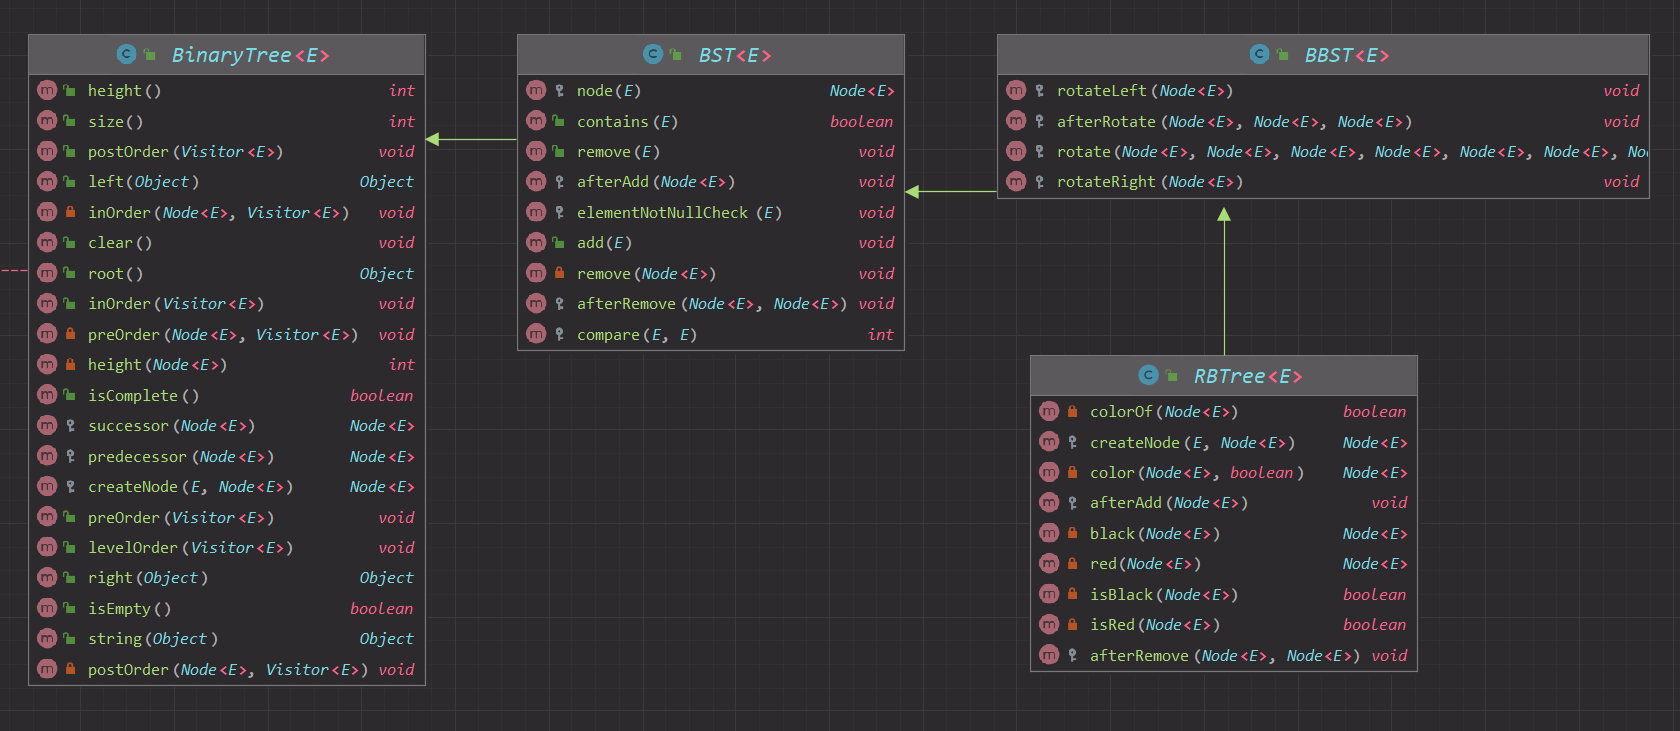 BinaryTree<E>
height() int
size() int
postOrder(Visitor<E>) void
left(Object) Object
inOrder(Node<E>, Visitor<E>) void
clear() void
root() Object
inOrder(Visitor<E>) void
preOrder(Node<E>, Visitor<E>) void
height(Node<E>) int
isComplete() boolean
successor(Node<E>) Node<E>
predecessor(Node<E>) Node<E>
createNode(E, Node<E>) Node<E>
preOrder(Visitor<E>) void
levelOrder(Visitor<E>) void
right(Object) Object
isEmpty() boolean
string(Object) Object
postOrder(Node<E>, Visitor<E>) void
BST<E>
node(E) Node<E>
contains(E) boolean
remove(E) void
afterAdd(Node<E>) void
elementNotNullCheck(E) void
add(E) void
remove(Node<E>) void
afterRemove(Node<E>, Node<E>) void
compare(E, E) int
BBST<E>
rotateLeft(Node<E>) void
afterRotate(Node<E>, Node<E>, Node<E>) void
rotate(Node<E>, Node<E>, Node<E>, Node<E>, Node<E>, Node<E>,
rotateRight(Node<E>) void
RBTree<E>
colorOf(Node<E>) boolean
createNode(E, Node<E>) Node<E>
color(Node<E>, boolean) Node<E>
afterAdd(Node<E>) void
black(Node<E>) Node<E>
red(Node<E>) Node<E>
isBlack(Node<E>) boolean
isRed(Node<E>) boolean
afterRemove(Node<E>, Node<E>) void